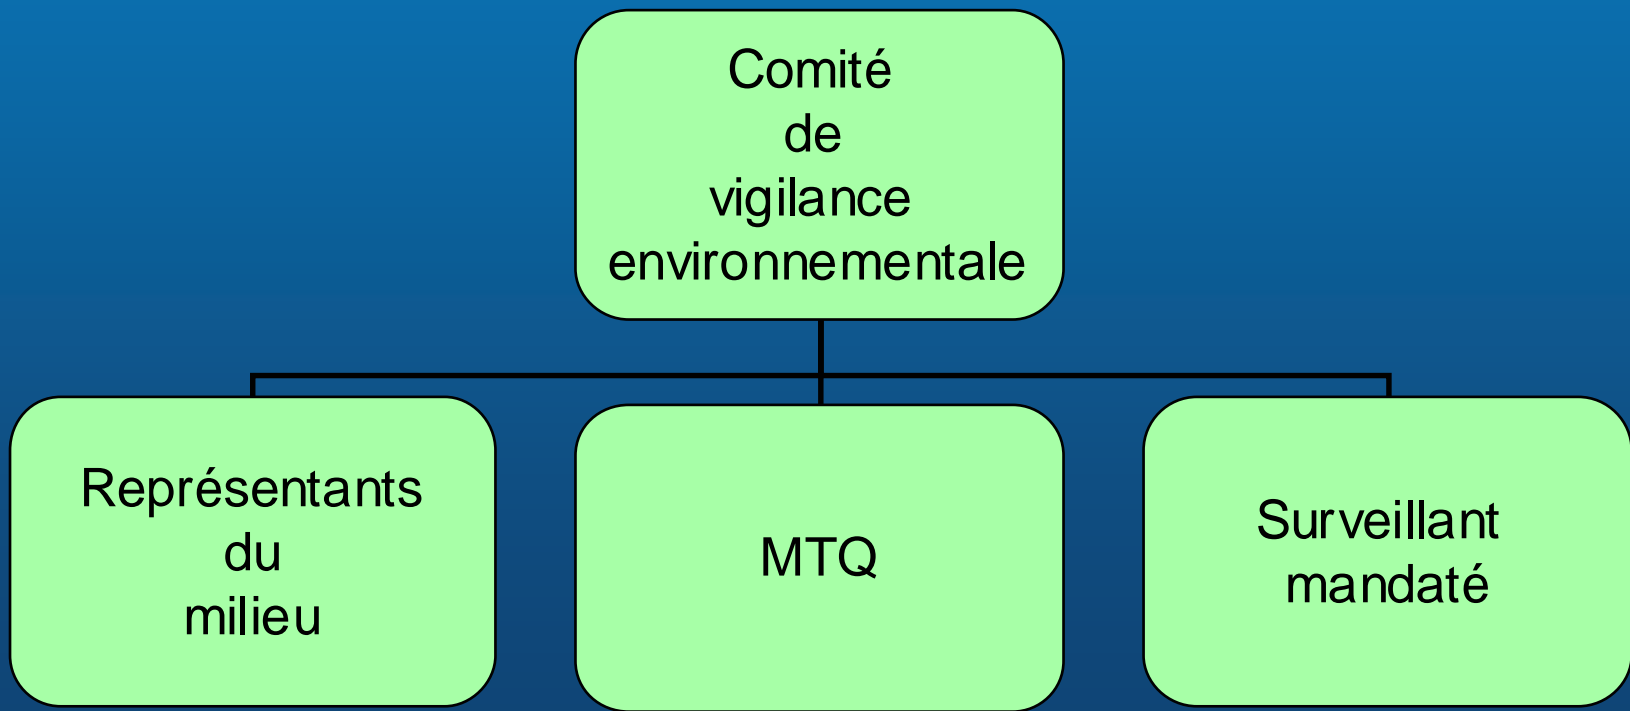 Comité
de
vigilance
environnementale
Représentants
du
milieu
MTQ
Surveillant
mandaté